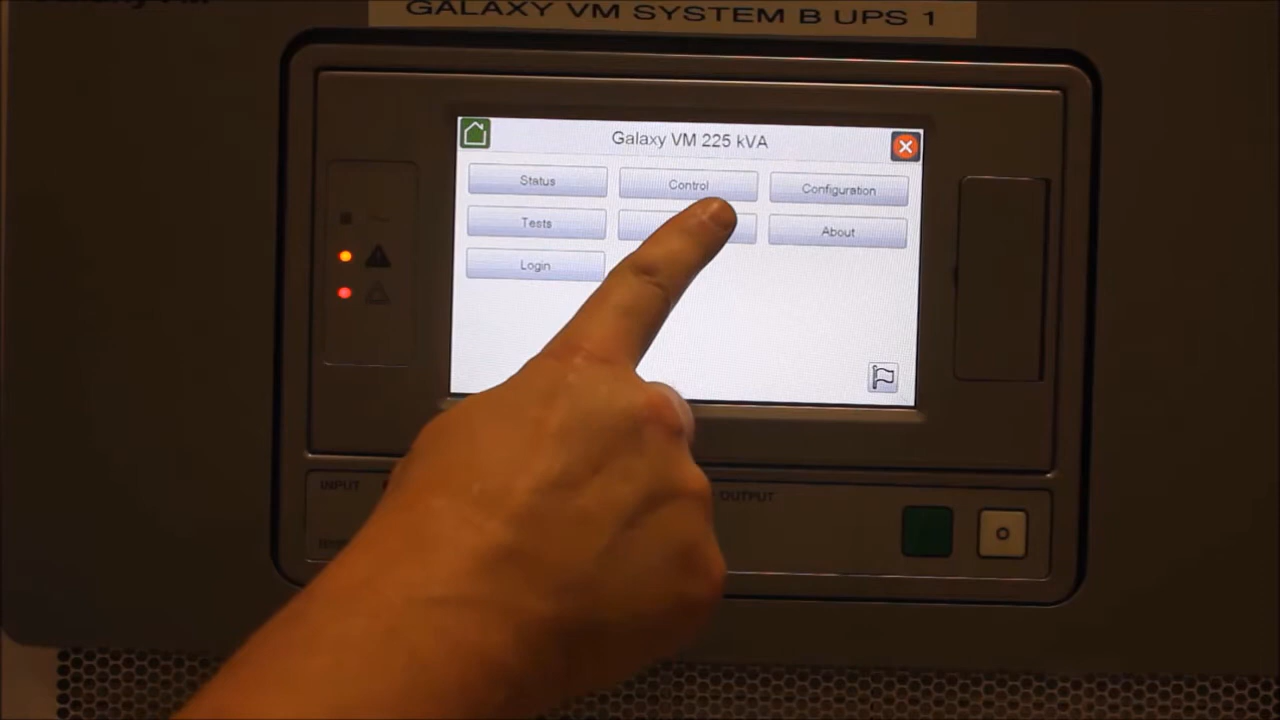 GALAXY VM SYSTEM B UPS 1
Galaxy VM 225 kVA
Status
Control
Configuration
Tests
About
Login
INPUT
OUTPUT